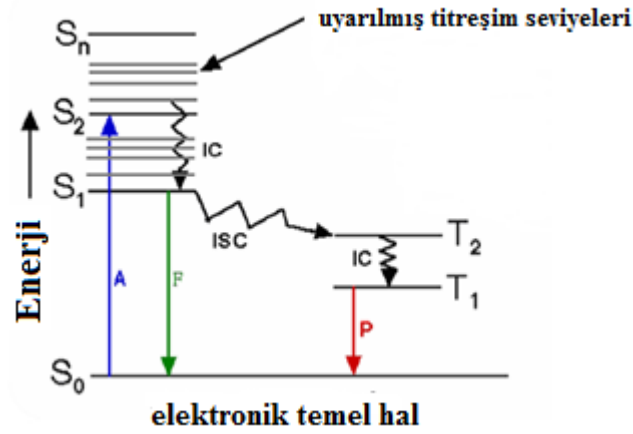 uyarılmış titreşim seviyeleri
Sn
S2
IC
S1
ISC
T2
IC
T1
Enerji
A
F
P
S0
elektronik temel hal